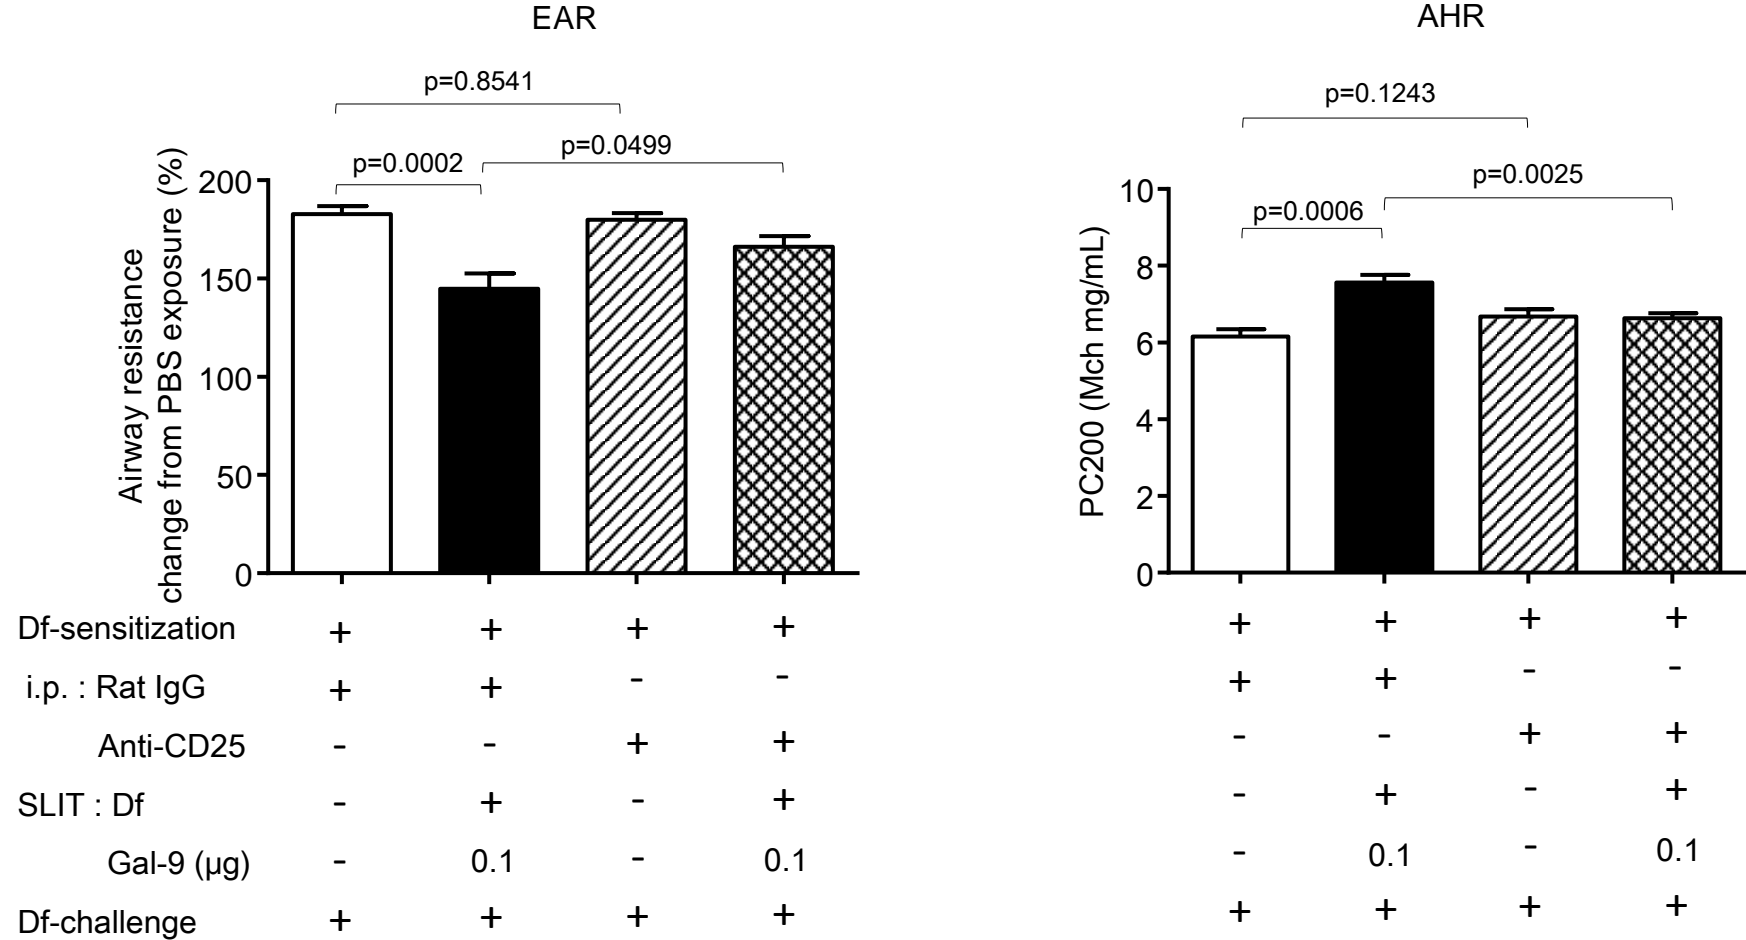 EAR
p=0.8541
p=0.0002
p=0.0499
Airway resistance
change from PBS exposure (%)
200
150
100
50
0
AHR
p=0.1243
p=0.0006
p=0.0025
PC200 (Mch mg/mL)
10
8
6
4
2
0
Df-sensitization + + + + + + + +
i.p. : Rat IgG + + - - + + - -
Anti-CD25 - - + + - - + +
SLIT : Df - + - + - + - +
Gal-9 (µg) - 0.1 - 0.1 - 0.1 - 0.1
Df-challenge + + + + + + + +